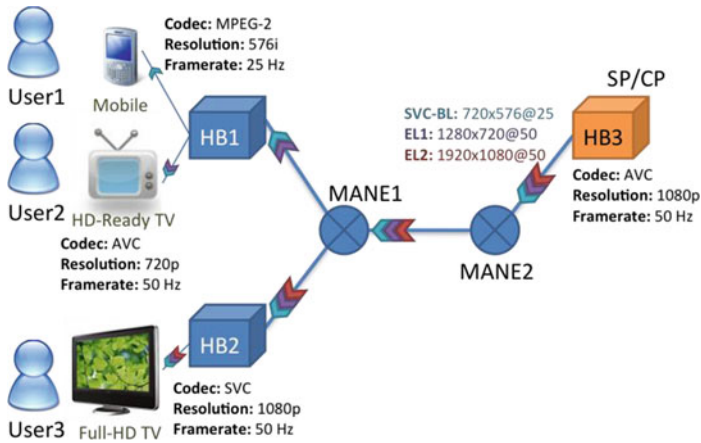 Codec: MPEG-2
Resolution: 576i
Framerate: 25 Hz
User1
Mobile
HB1
SP/CP
SVC-BL: 720x576@25
EL1: 1280x720@50
EL2: 1920x1080@50
HB3
Codec: AVC
Resolution: 1080p
Framerate: 50 Hz
User2
HD-Ready TV
Codec: AVC
Resolution: 720p
Framerate: 50 Hz
MANE1
MANE2
HB2
Codec: SVC
Resolution: 1080p
Framerate: 50 Hz
User3
Full-HD TV